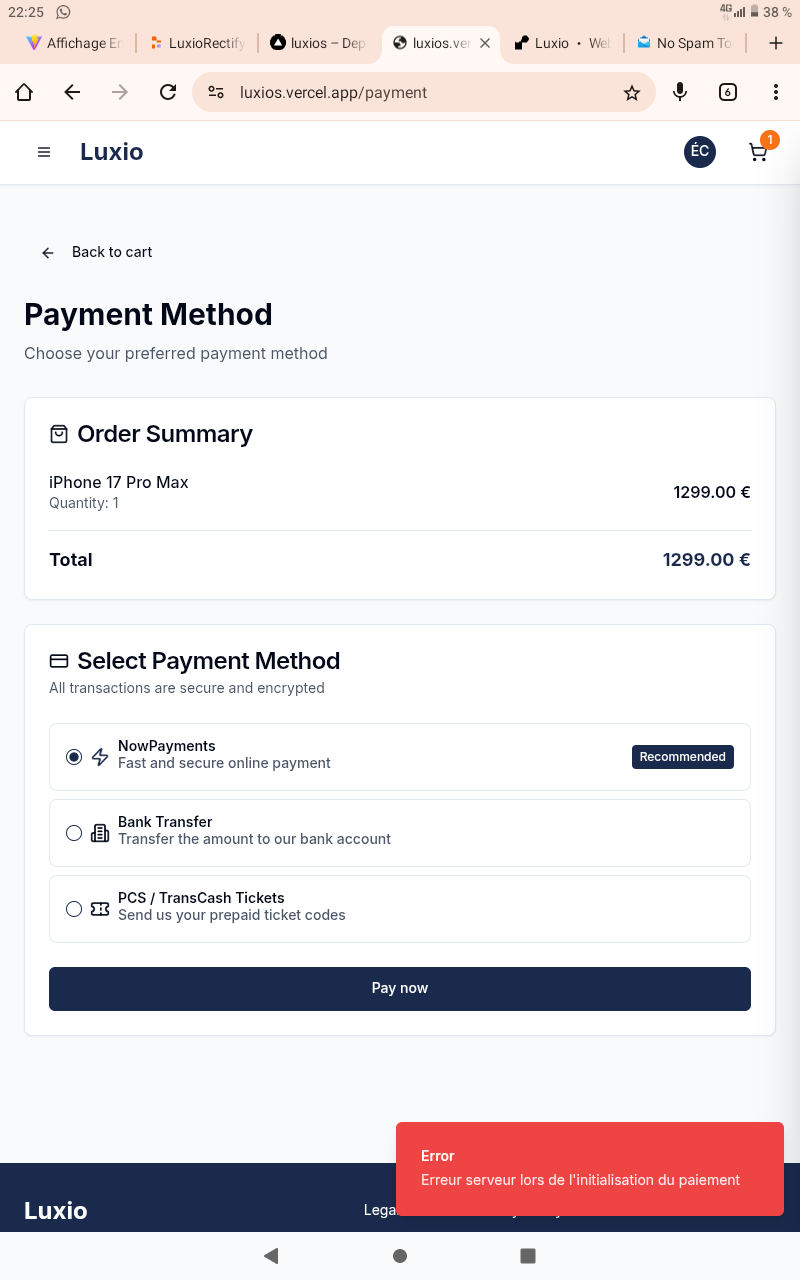 22:25 4G 38 %
Affichage En LuxioRectify luxios – Dep luxios.ver Luxio • Wel No Spam To
luxios.vercel.app/payment 6
Luxio ÉC 1
Back to cart
Payment Method
Choose your preferred payment method
Order Summary
iPhone 17 Pro Max
Quantity: 1
1299.00 €
Total 1299.00 €
Select Payment Method
All transactions are secure and encrypted
NowPayments
Fast and secure online payment
Recommended
Bank Transfer
Transfer the amount to our bank account
PCS / TransCash Tickets
Send us your prepaid ticket codes
Pay now
Error
Erreur serveur lors de l'initialisation du paiement
Luxio Lega